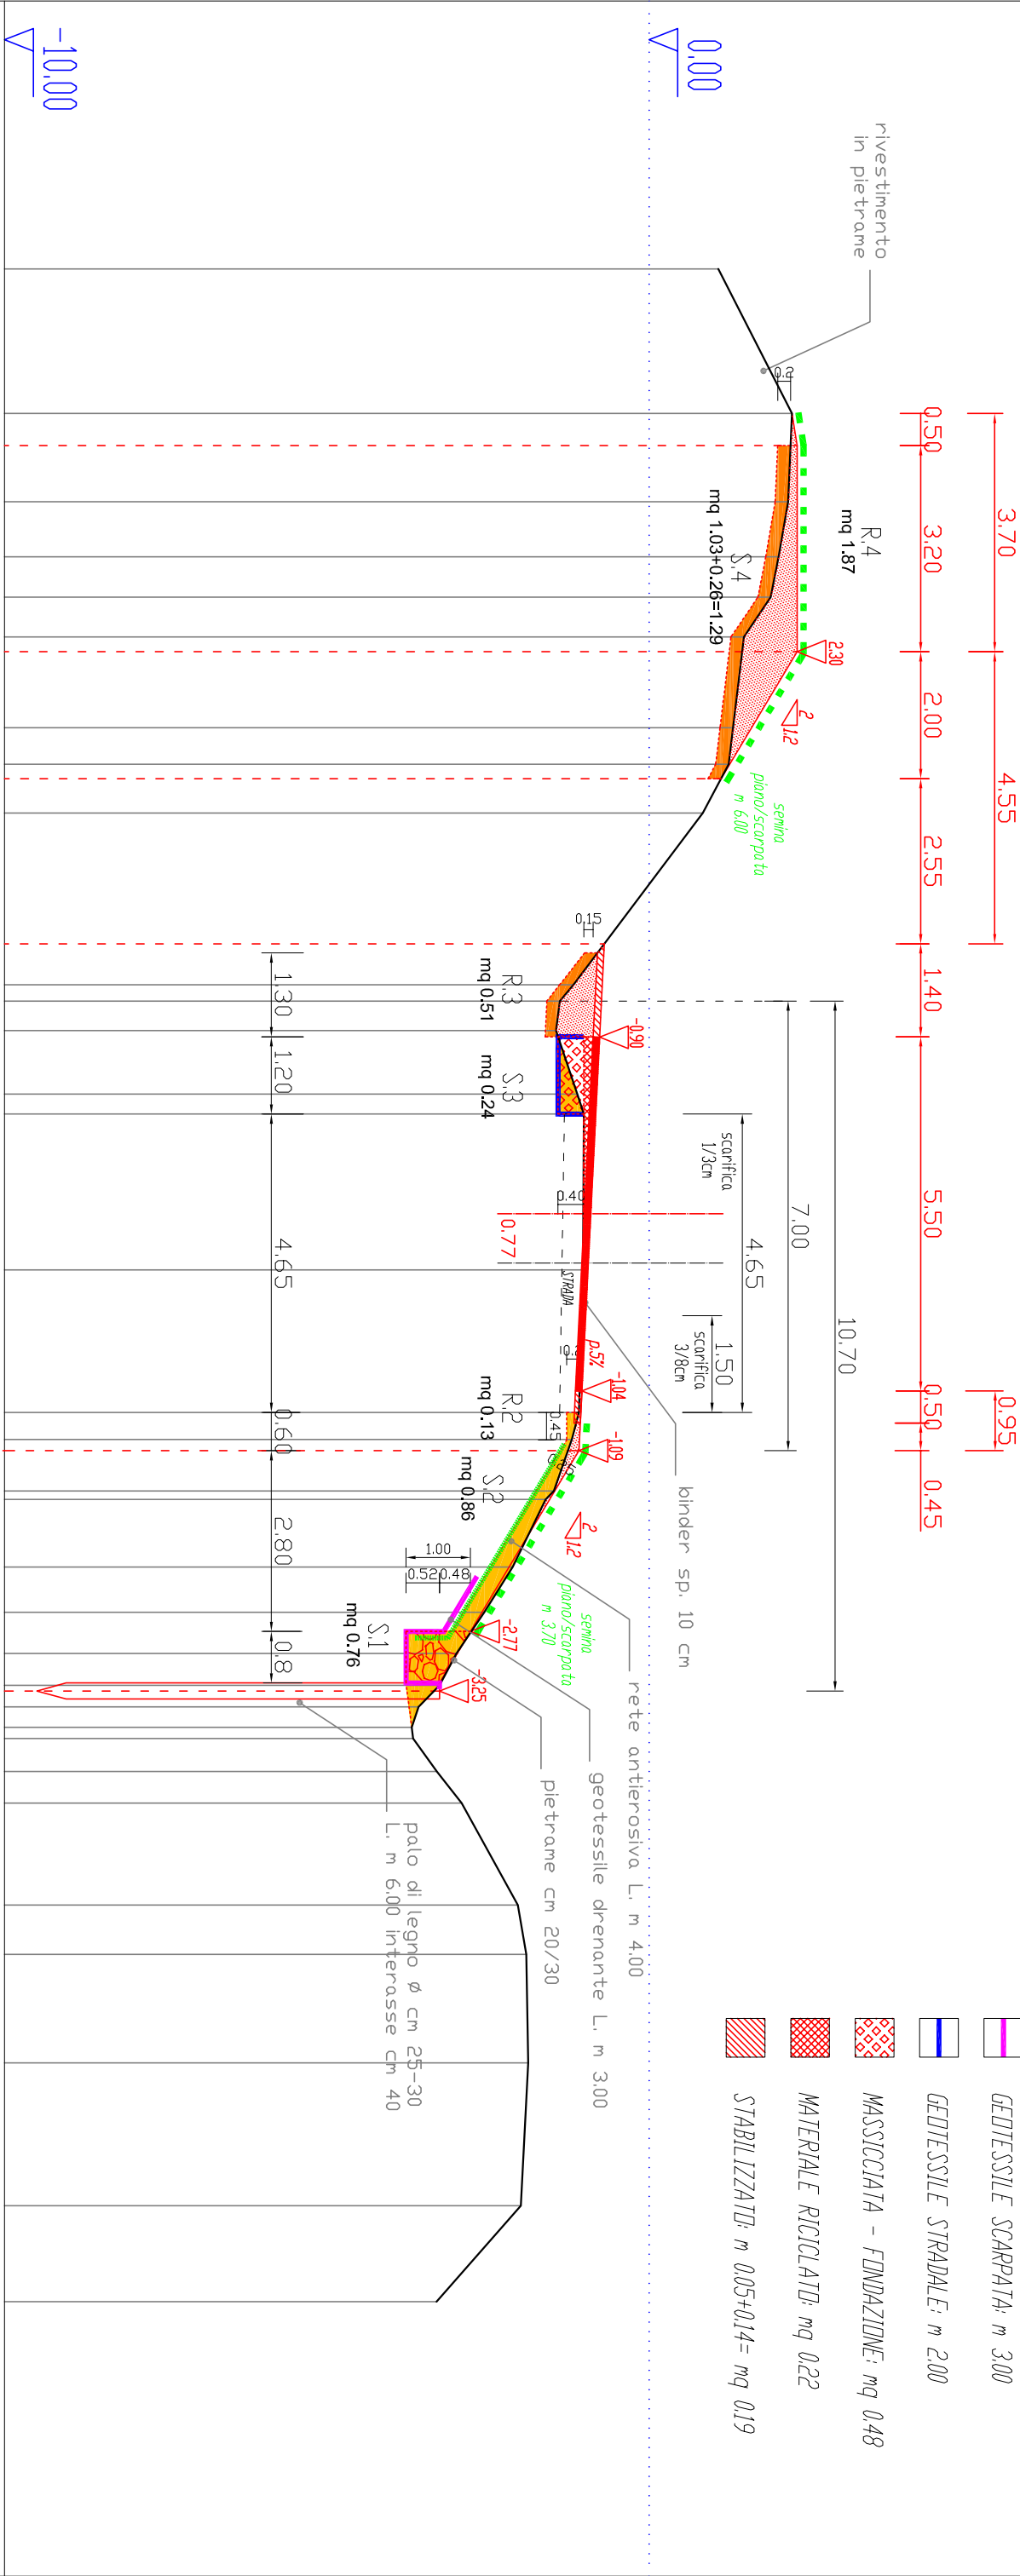 3.70
4.55
0.95
0.50
3.20
2.00
2.55
1.40
5.50
0.50
0.45
10.70
7.00
4.65
1.50
rivestimento
in pietrame
0.2
R.4
mq 1.87
S.4
mq 1.03+0.26=1.29
2.30
2
1.2
semina
piano/scarpata
m 6.00
0.00
-10.00
0.15
R.3
mq 0.51
-0.90
S.3
mq 0.24
scarifica
1/3cm
scarifica
3/8cm
0.40
0.77
STRADA
p.5%
-1.04
-1.09
R.2
mq 0.13
0.45
S.2
mq 0.86
2
1.2
semina
piano/scarpata
m 3.70
1.00
0.52
0.48
-2.77
-3.25
S.1
mq 0.76
1.30
1.20
4.65
0.60
2.80
0.8
binder sp. 10 cm
rete antierosiva L. m 4.00
geotessile drenante L. m 3.00
pietrame cm 20/30
palo di legno Ø cm 25-30
L. m 6.00 interasse cm 40
GEOTESSILE SCARPATA: m 3.00
GEOTESSILE STRADALE: m 2.00
MASSICCIATA - FONDAZIONE: mq 0.48
MATERIALE RICICLATO: mq 0.22
STABILIZZATO: m 0.05+0.14= mq 0.19